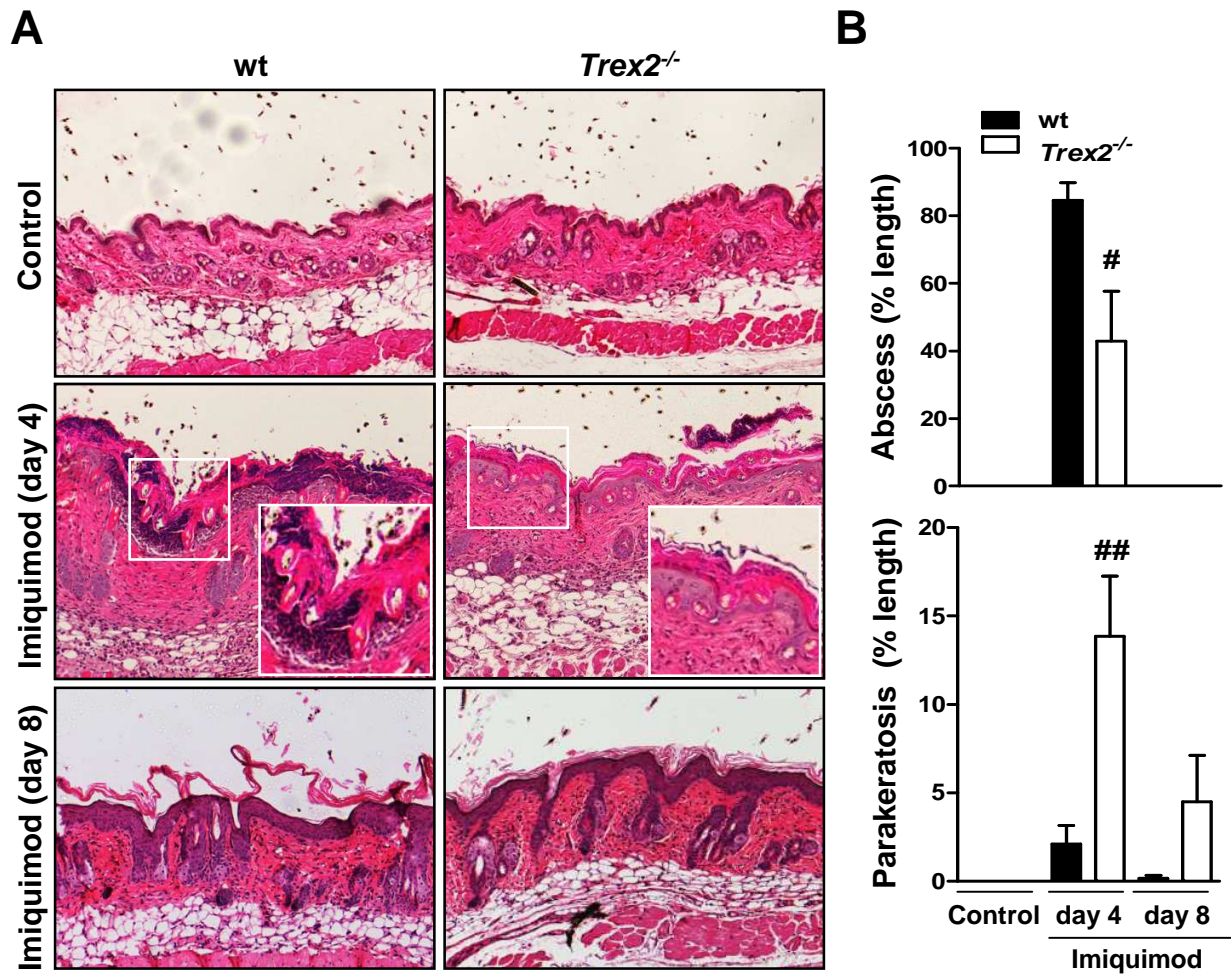 A
wt
Trex2-/-
Control
Imiquimod (day 4)
Imiquimod (day 8)
B
wt
Trex2-/-
Abscess (% length)
100
80
60
40
20
0
#
Parakeratosis (% length)
20
15
10
5
0
##
Control
day 4
day 8
Imiquimod